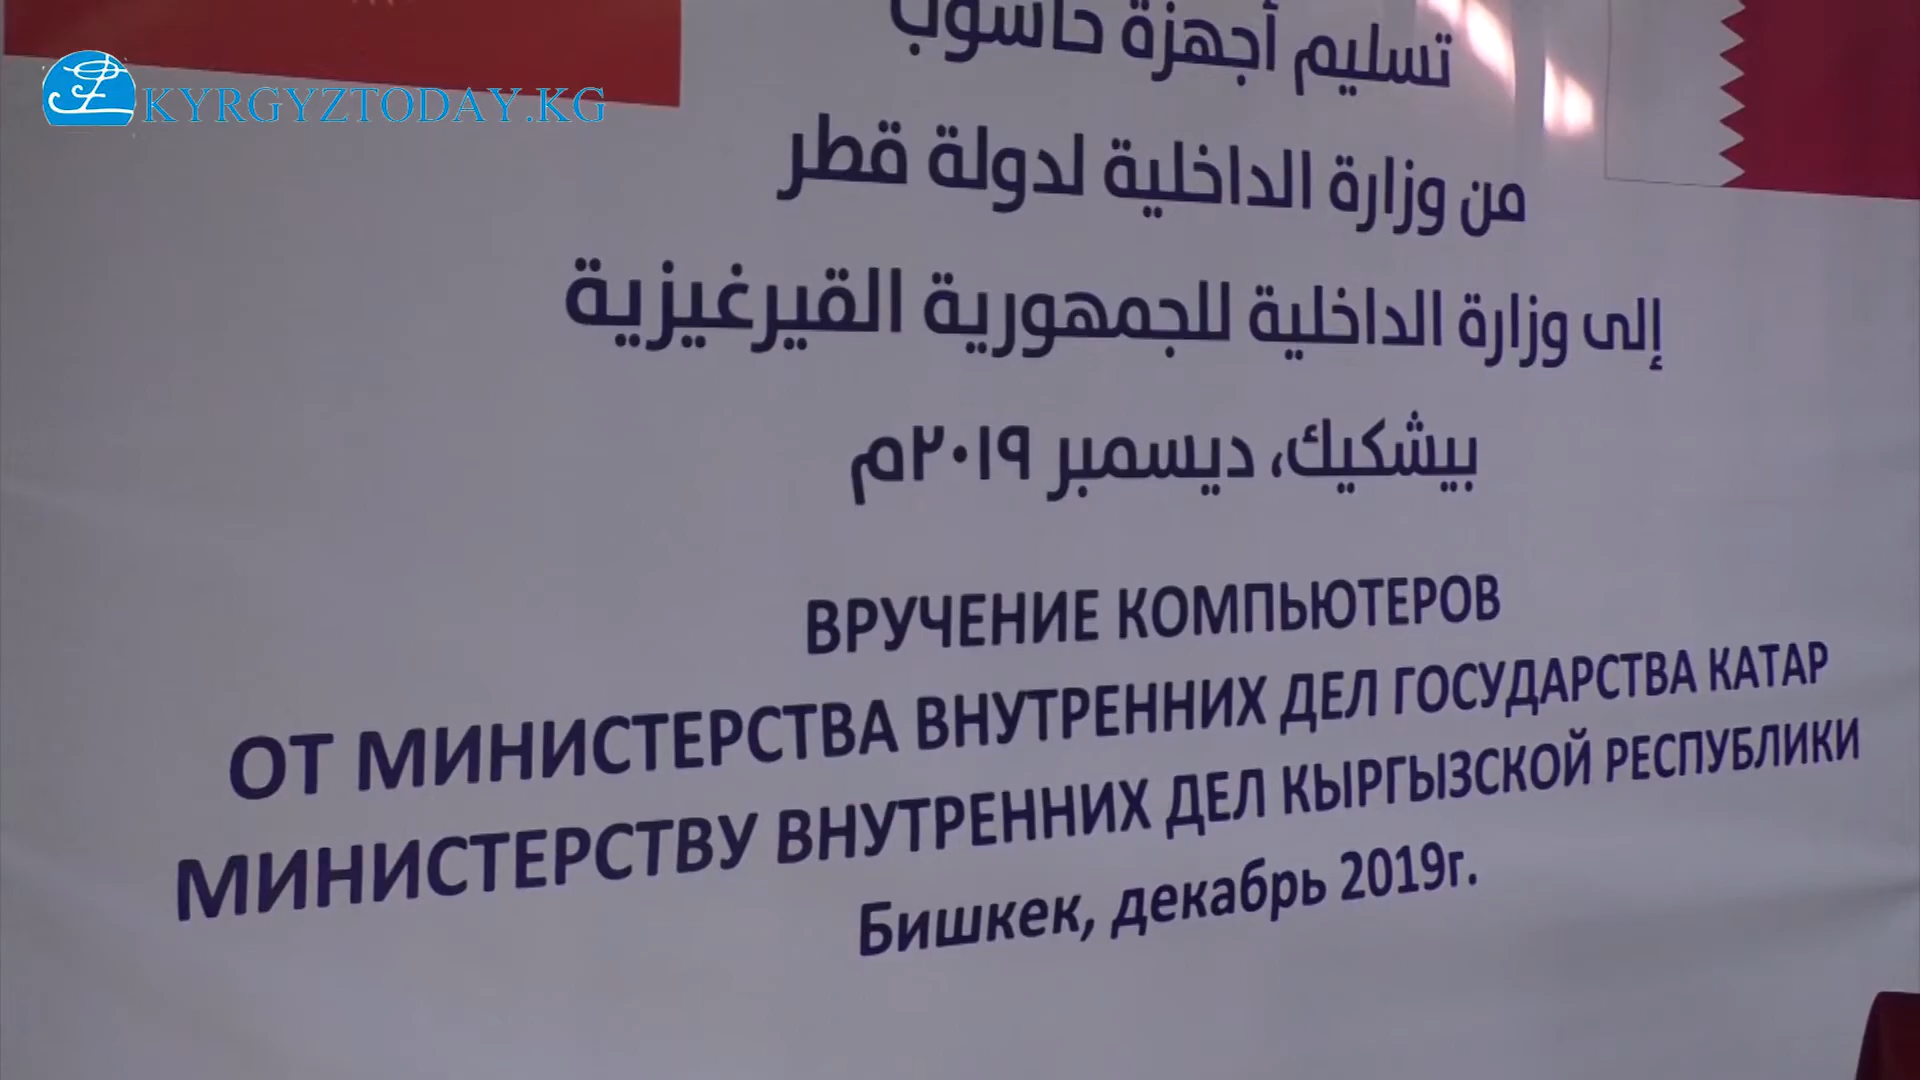 KYRGYZTODAY.KG
تسليم أجهزة حاسوب
من وزارة الداخلية لدولة قطر
إلى وزارة الداخلية للجمهورية القيرغيزية
بيشكيك، ديسمبر ٢٠١٩م
ВРУЧЕНИЕ КОМПЬЮТЕРОВ
ОТ МИНИСТЕРСТВА ВНУТРЕННИХ ДЕЛ ГОСУДАРСТВА КАТАР
МИНИСТЕРСТВУ ВНУТРЕННИХ ДЕЛ КЫРГЫЗСКОЙ РЕСПУБЛИКИ
Бишкек, декабрь 2019г.